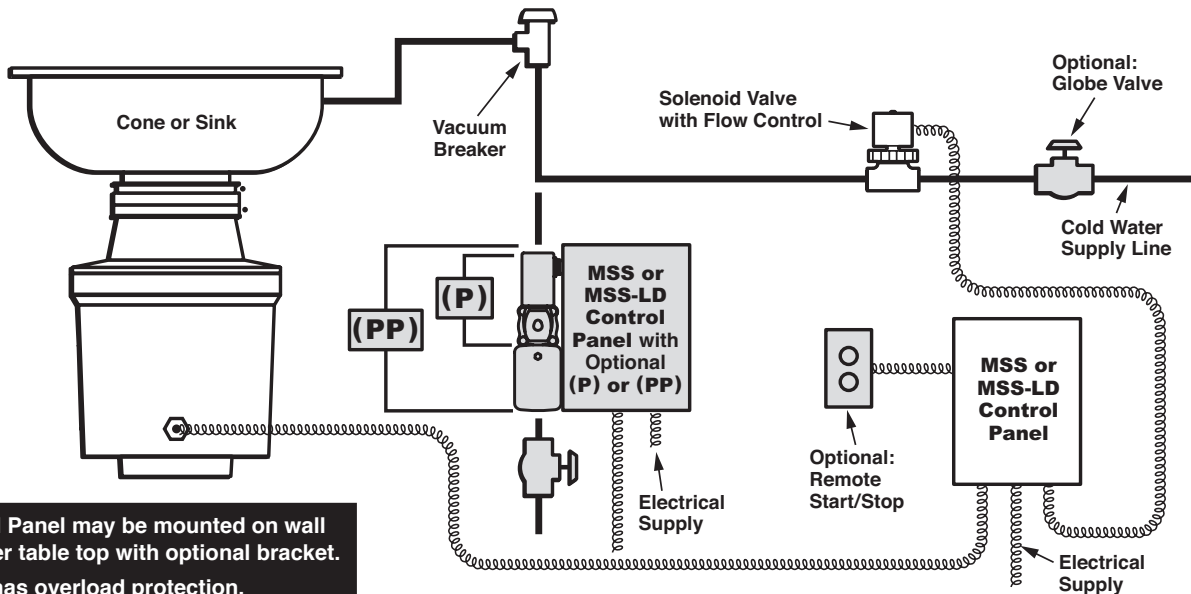 Cone or Sink
Vacuum
Breaker
Solenoid Valve
with Flow Control
Optional:
Globe Valve
Cold Water
Supply Line
(P)
(PP)
MSS or
MSS-LD
Control
Panel with
Optional
(P) or (PP)
Electrical
Supply
Optional:
Remote
Start/Stop
MSS or
MSS-LD
Control
Panel
Electrical
Supply
Panel may be mounted on wall
table top with optional bracket.
has overload protection.